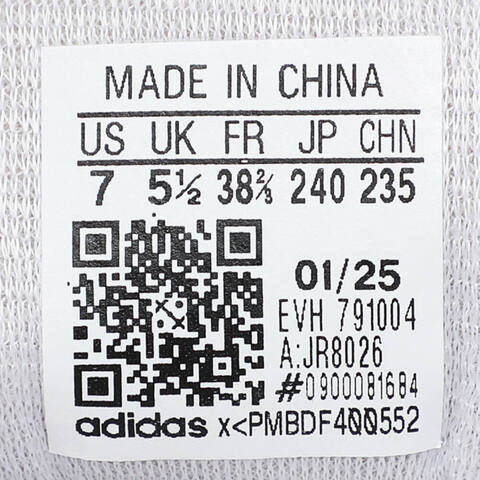 MADE IN CHINA
US UK FR JP CHN
7 5½ 38⅔ 240 235
01/25
EVH 791004
A:JR8026
#0900081684
adidas x<PMBDF400552